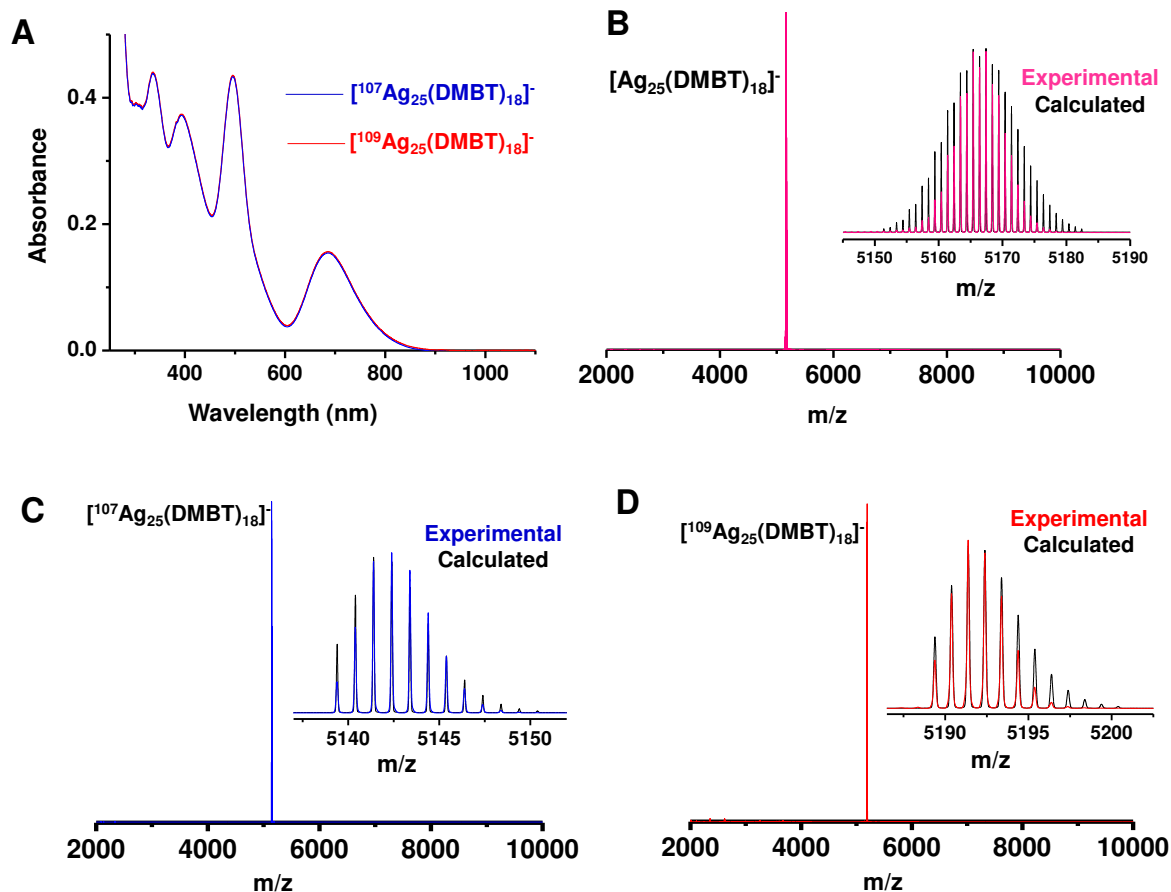 A
[¹⁰⁷Ag₂₅(DMBT)₁₈]⁻
[¹⁰⁹Ag₂₅(DMBT)₁₈]⁻
Absorbance
0.4
0.2
0.0
400 600 800 1000
Wavelength (nm)
B
[Ag₂₅(DMBT)₁₈]⁻
Experimental
Calculated
5150 5160 5170 5180 5190
m/z
2000 4000 6000 8000 10000
m/z
C
[¹⁰⁷Ag₂₅(DMBT)₁₈]⁻
Experimental
Calculated
5140 5145 5150
m/z
2000 4000 6000 8000 10000
m/z
D
[¹⁰⁹Ag₂₅(DMBT)₁₈]⁻
Experimental
Calculated
5190 5195 5200
m/z
2000 4000 6000 8000 10000
m/z